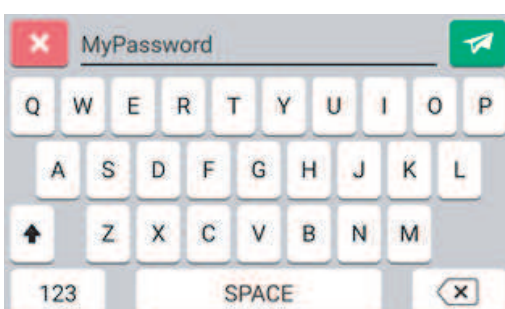 MyPassword
Q W E R T Y U I O P
A S D F G H J K L
Z X C V B N M
123 SPACE